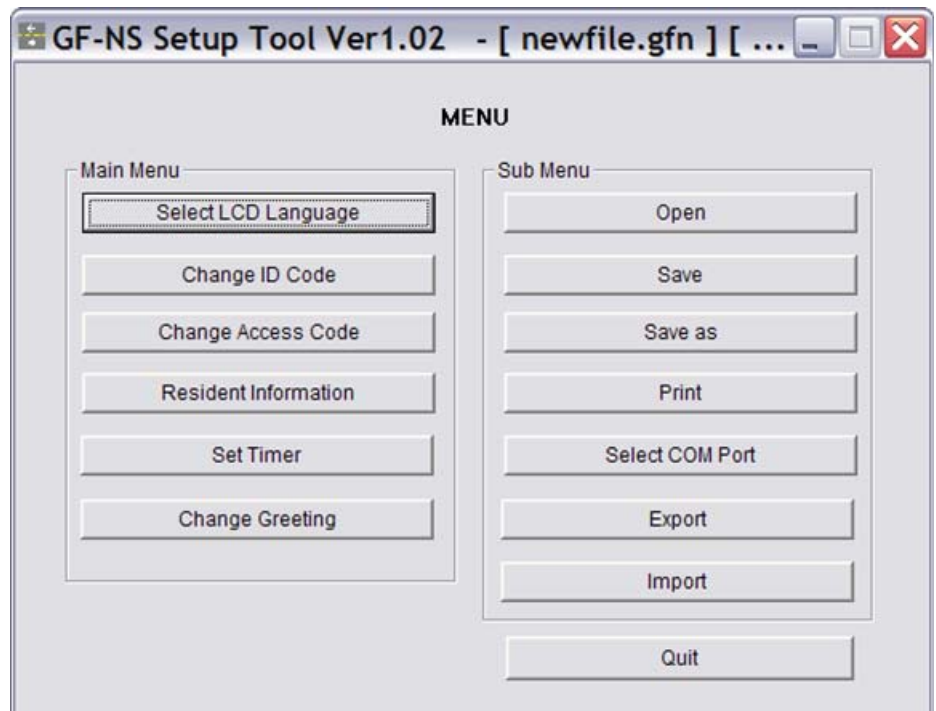 GF-NS Setup Tool Ver1.02 - [ newfile.gfn ] [ ...
MENU
Main Menu
Select LCD Language
Change ID Code
Change Access Code
Resident Information
Set Timer
Change Greeting
Sub Menu
Open
Save
Save as
Print
Select COM Port
Export
Import
Quit